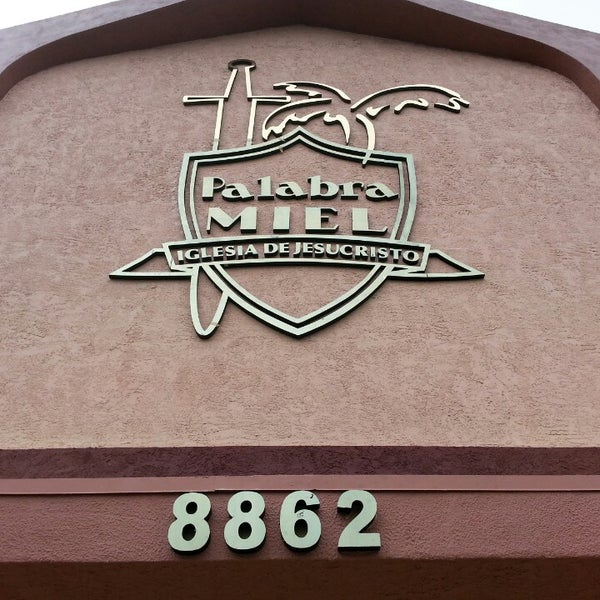 Palabra
MIEL
IGLESIA DE JESUCRISTO
8862